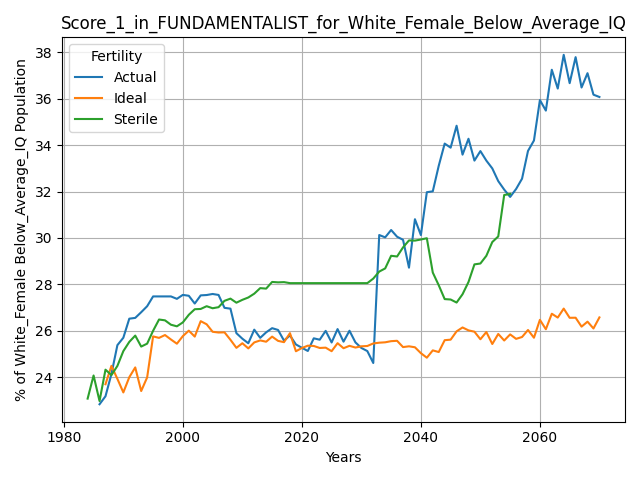 Score_1_in_FUNDAMENTALIST_for_White_Female_Below_Average_IQ
% of White_Female Below_Average_IQ Population
38
36
34
32
30
28
26
24
Fertility
Actual
Ideal
Sterile
1980 2000 2020 2040 2060
Years